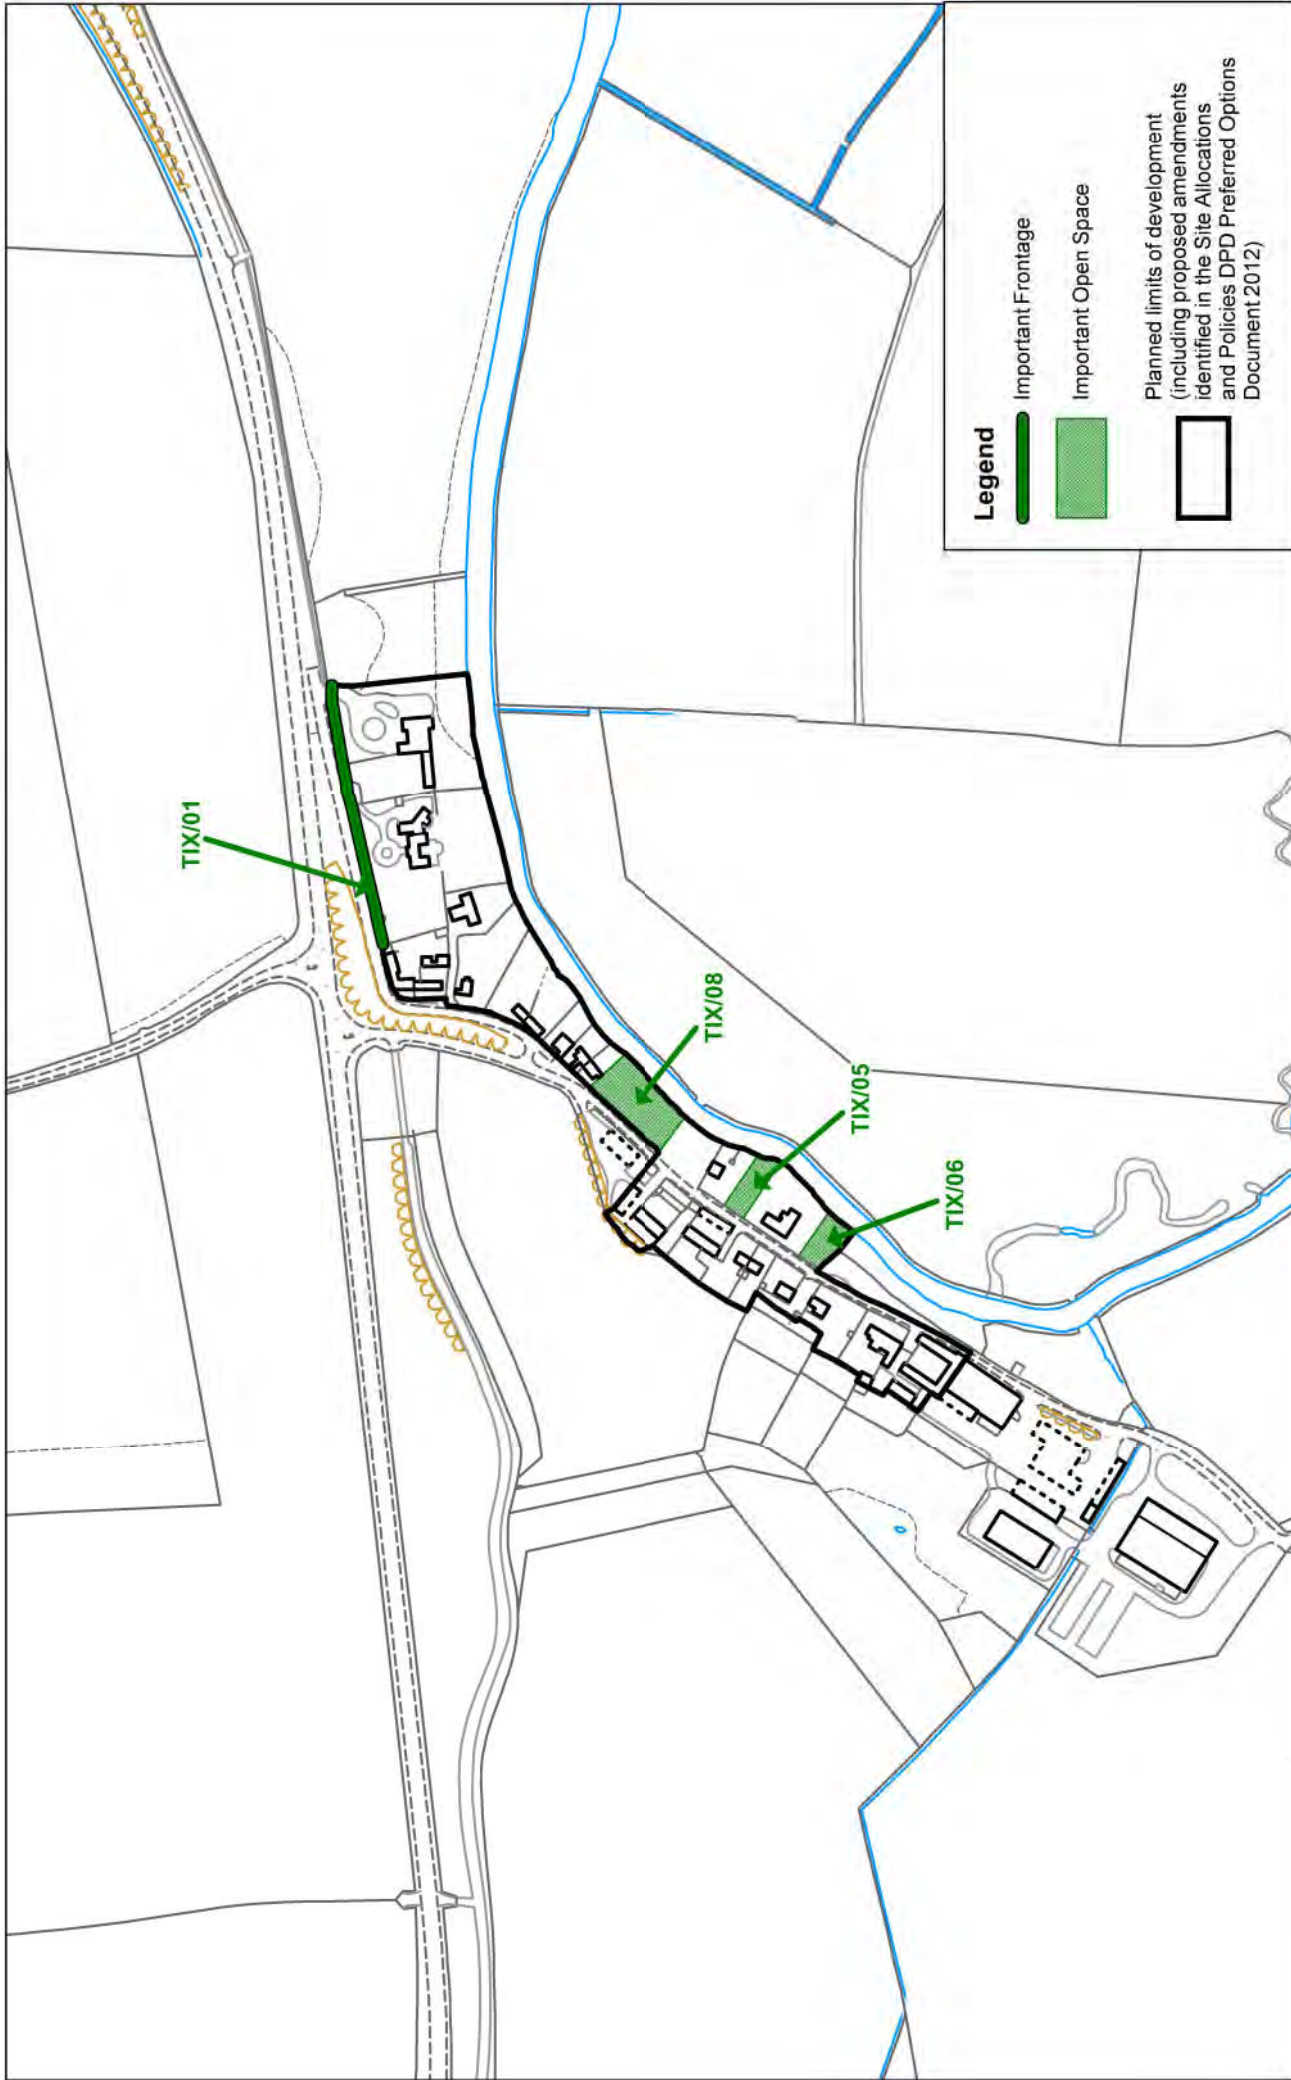 TIX/01
TIX/08
TIX/05
TIX/06
Legend
Important Frontage
Important Open Space
Planned limits of development
(including proposed amendments
identified in the Site Allocations
and Policies DPD Preferred Options
Document 2012)